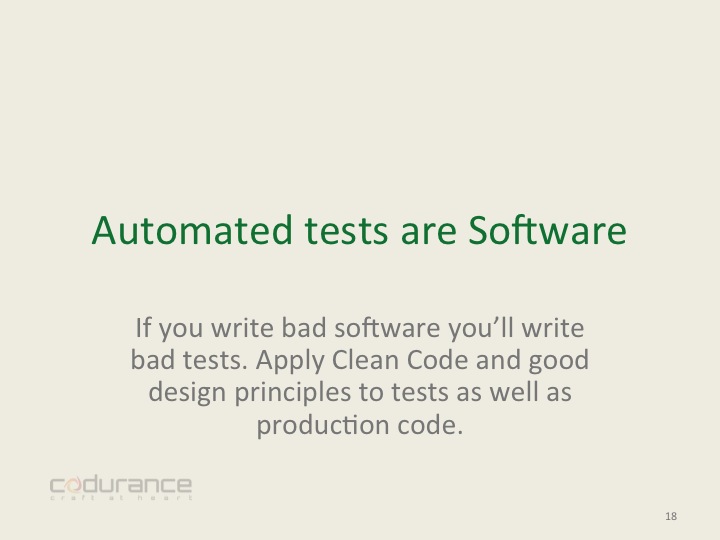 Automated tests are Software
If you write bad software you’ll write
bad tests. Apply Clean Code and good
design principles to tests as well as
production code.
codurance
craft at heart
18